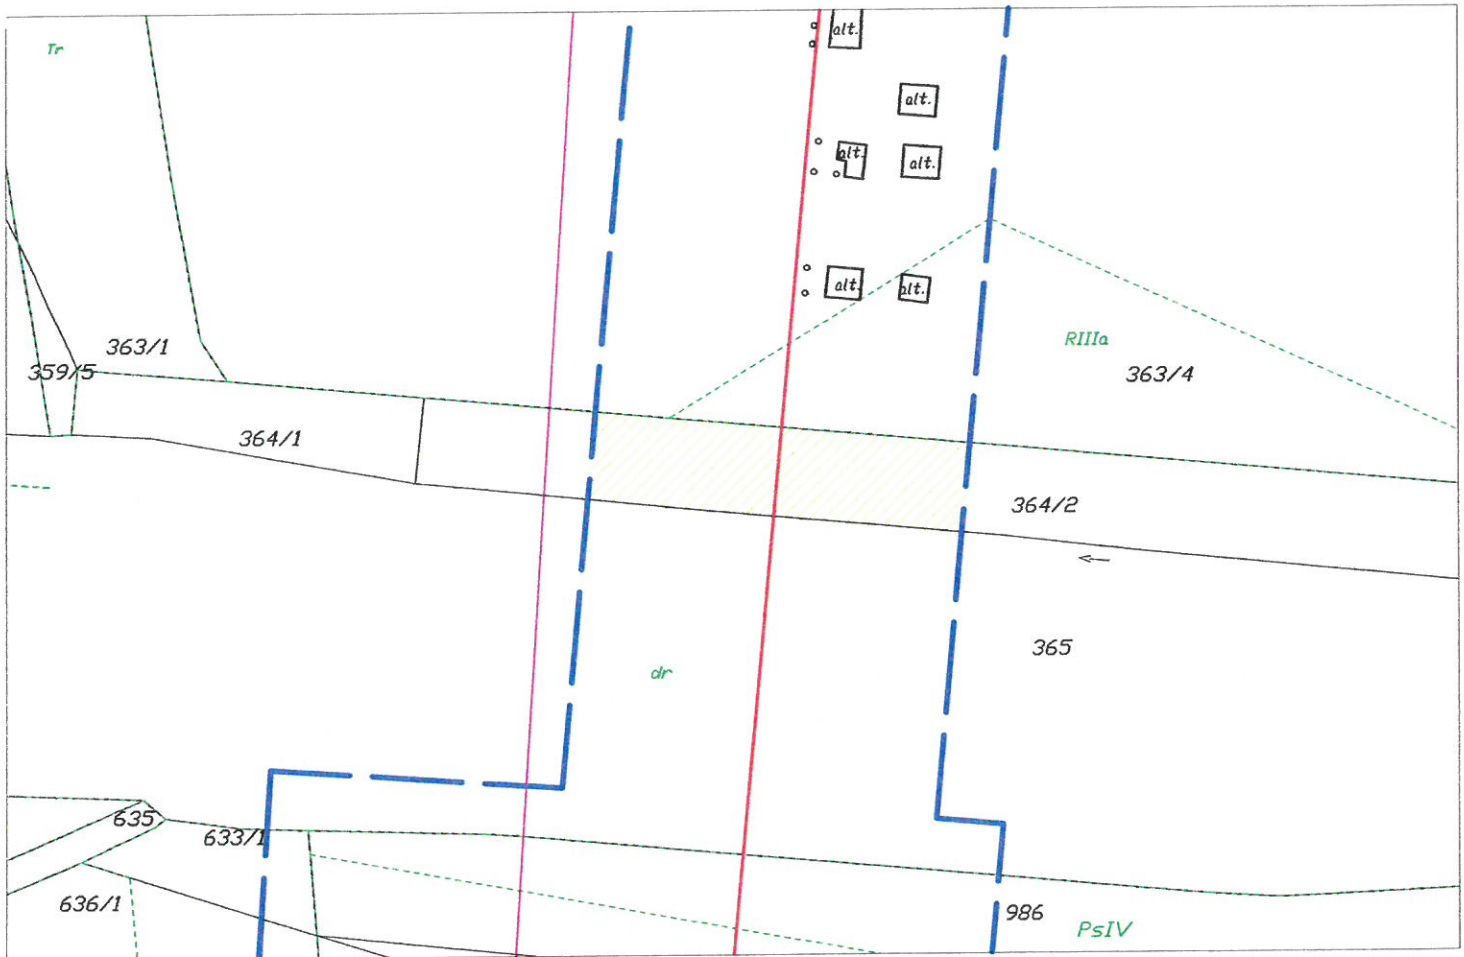 Tr
alt.
alt.
alt.
alt.
alt.
alt.
RIIIa
363/1
359/5
363/4
364/1
364/2
365
dr
635
633/1
636/1
986
PsIV